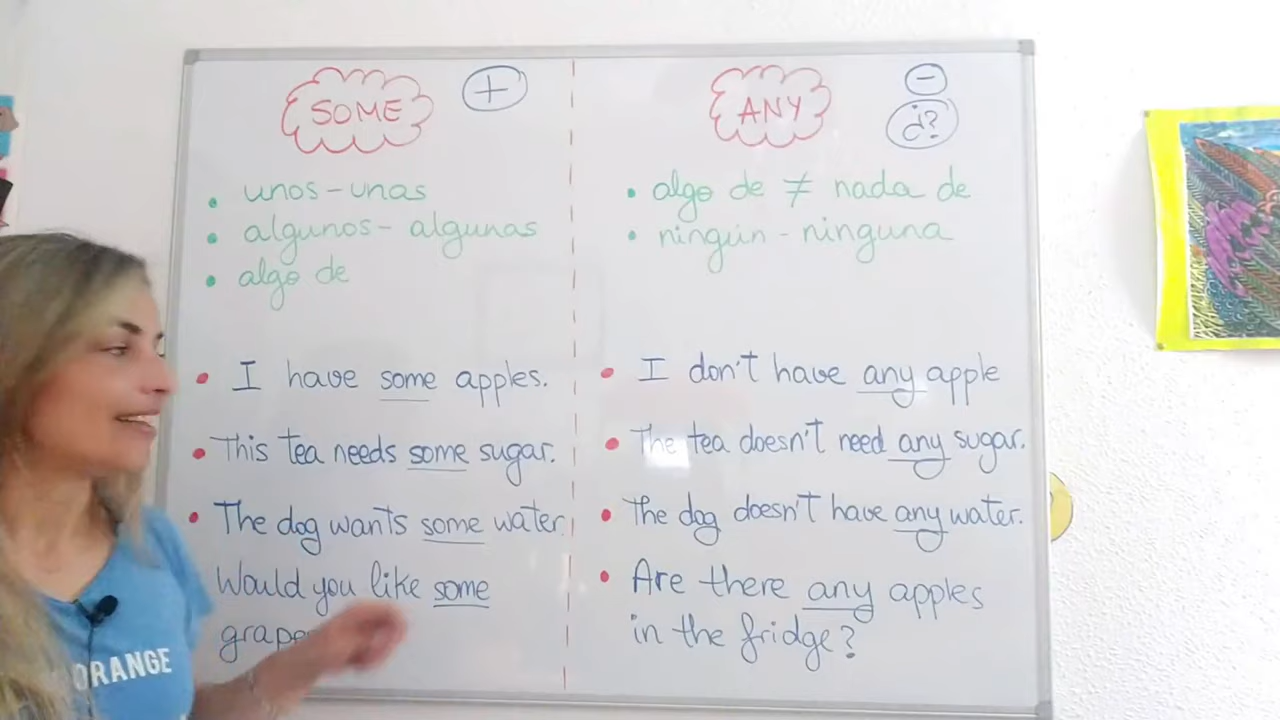 SOME +
unos - unas
algunos - algunas
algo de
I have some apples.
This tea needs some sugar.
The dog wants some water.
Would you like some
ANY -
¿?
algo de ≠ nada de
ningún - ninguna
I don't have any apple
The tea doesn't need any sugar.
The dog doesn't have any water.
Are there any apples
in the fridge?
ORANGE